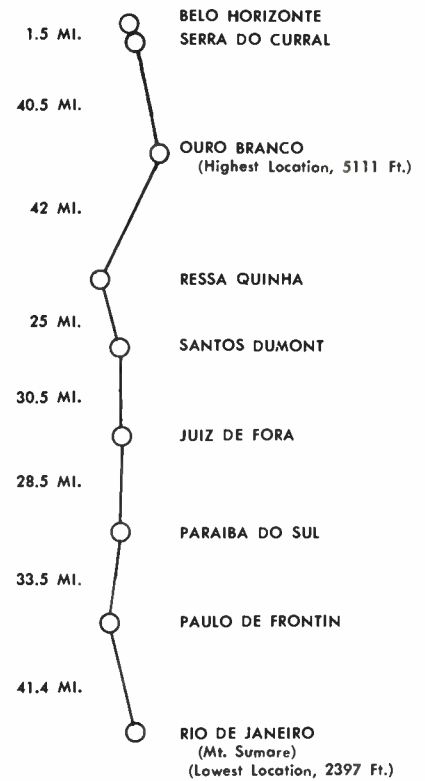 BELO HORIZONTE
1.5 MI.
SERRA DO CURRAL
40.5 MI.
OURO BRANCO
(Highest Location, 5111 Ft.)
42 MI.
RESSA QUINHA
25 MI.
SANTOS DUMONT
30.5 MI.
JUIZ DE FORA
28.5 MI.
PARAIBA DO SUL
33.5 MI.
PAULO DE FRONTIN
41.4 MI.
RIO DE JANEIRO
(Mt. Sumare)
(Lowest Location, 2397 Ft.)